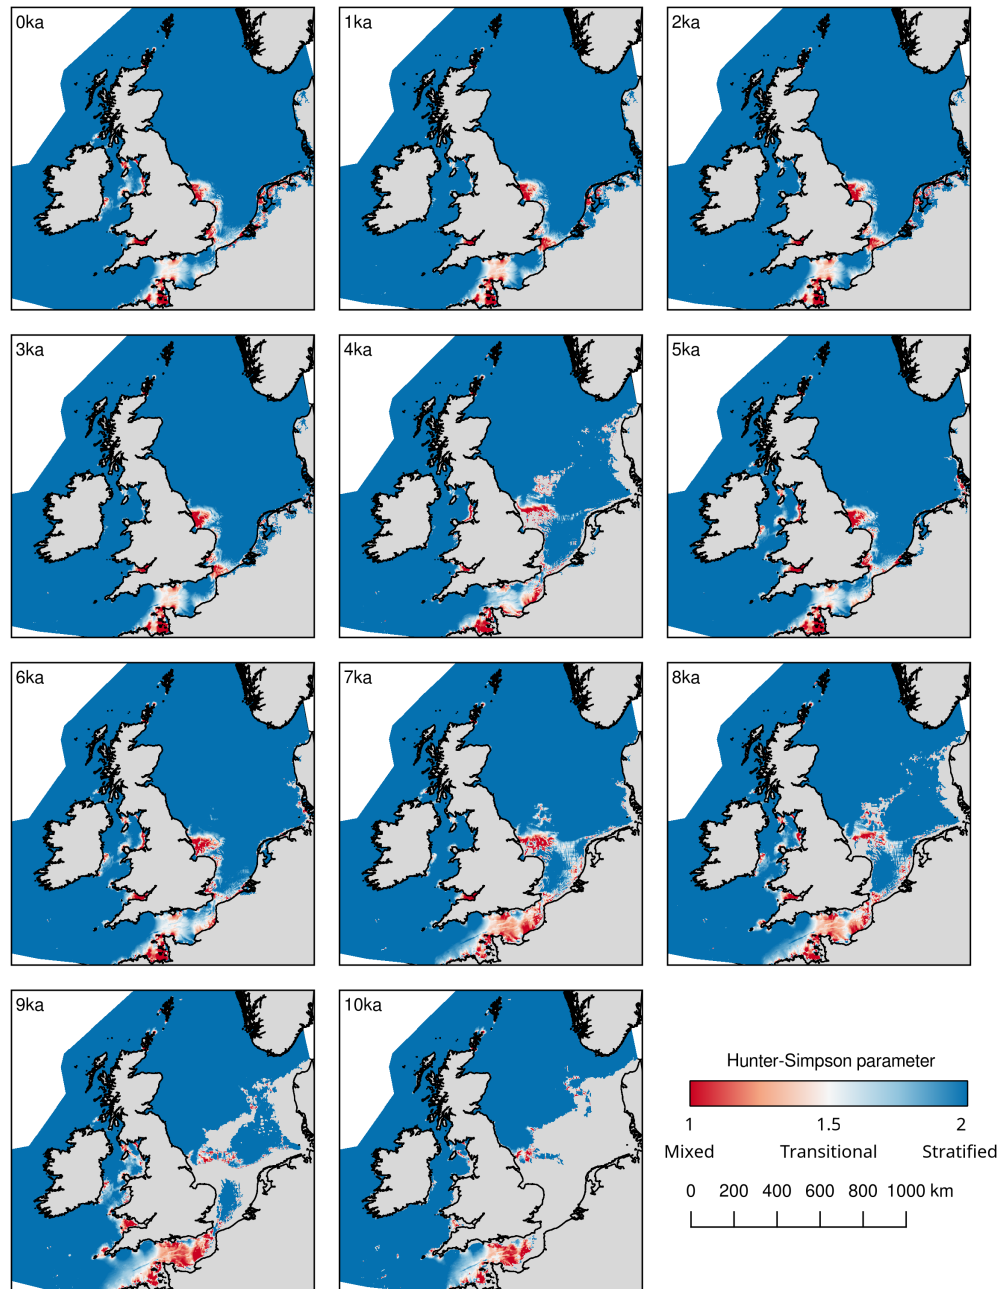 0ka
1ka
2ka
3ka
4ka
5ka
6ka
7ka
8ka
9ka
10ka
Hunter-Simpson parameter
1 1.5 2
Mixed Transitional Stratified
0 200 400 600 800 1000 km